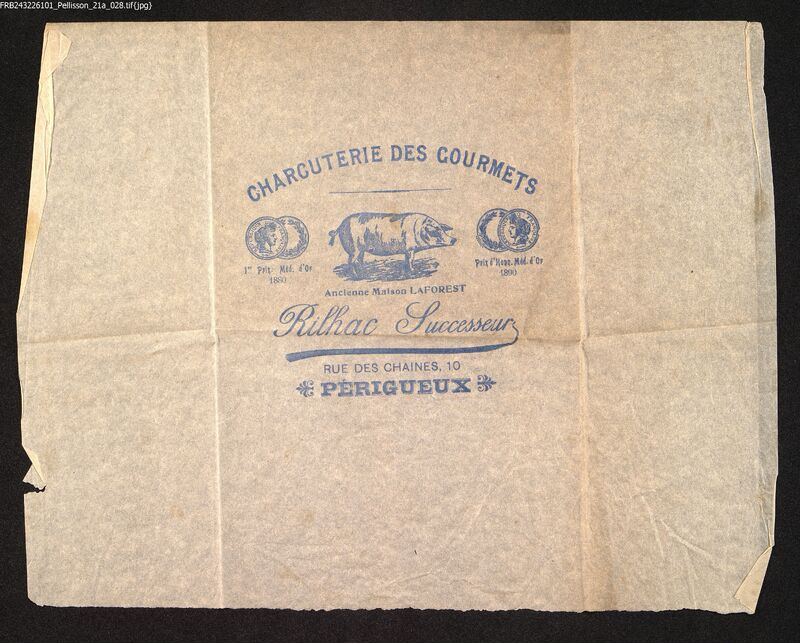 FRB243226101_Pellisson_21a_028.tif{jpg}
CHARCUTERIE DES GOURMETS
1er Prix Méd. d'Or
1880
Prix d'Honn. Méd. d'Or
1890
Ancienne Maison LAFOREST
Rilhac Successeur
RUE DES CHAINES, 10
PÉRIGUEUX